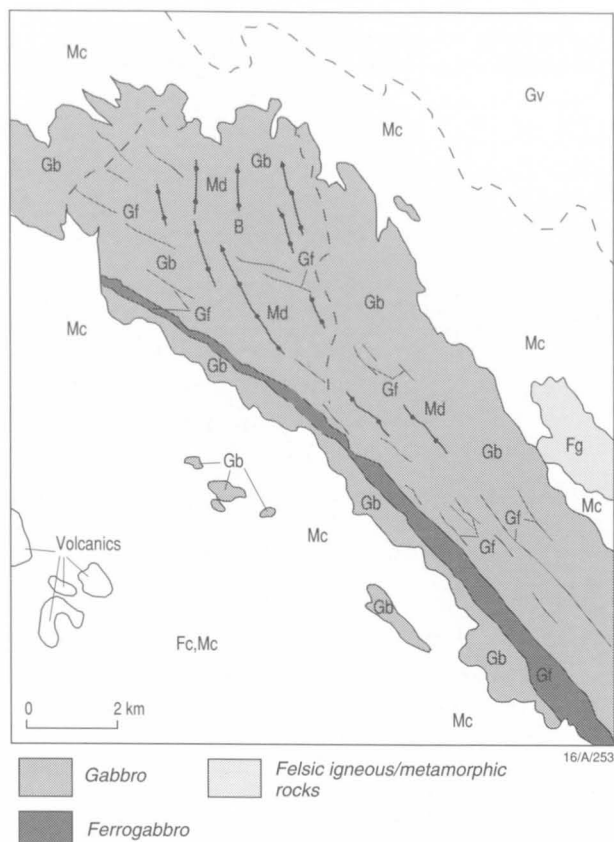 Mc
Gv
Mc
Gb
Gb
Md
Gf
B
Gf
Gb
Gb
Mc
Gf
Md
Mc
Gb
Gf
Md
Gb
Fg
Gb
Mc
Gb
Gf
Mc
Gf
Volcanics
Gb
Fc,Mc
Gb
0 2 km
Gf
Mc
16/A/253
Gabbro
Felsic igneous/metamorphic
rocks
Ferrogabbro